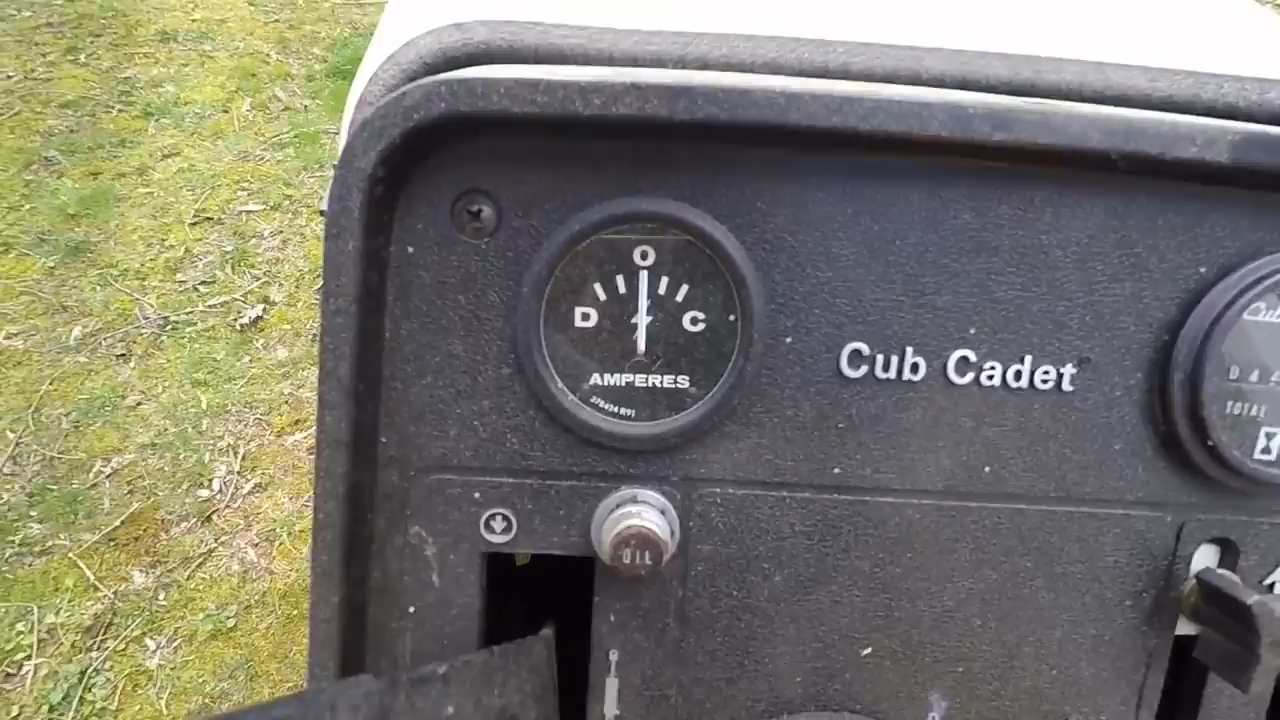 O
D C
AMPERES
Cub Cadet
TOTAL
OIL